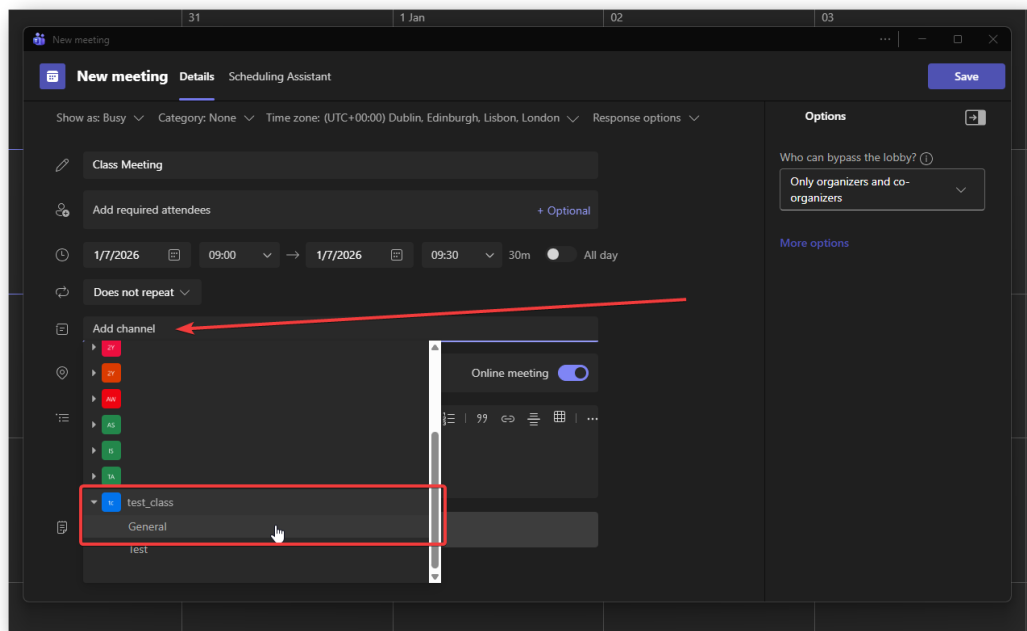 31 1 Jan 02 03
New meeting
New meeting Details Scheduling Assistant Save
Show as: Busy Category: None Time zone: (UTC+00:00) Dublin, Edinburgh, Lisbon, London Response options
Options
Class Meeting
Who can bypass the lobby?
Only organizers and co-
organizers
Add required attendees + Optional
More options
1/7/2026 09:00 → 1/7/2026 09:30 30m All day
Does not repeat
Add channel
2Y
2Y
Online meeting
AW
AS
IS
1A
test_class
General
Test